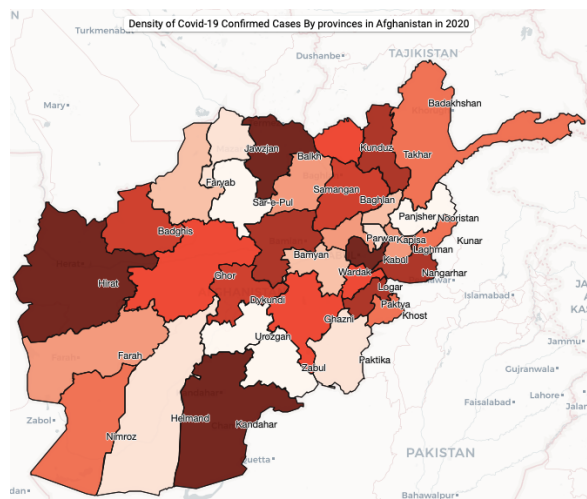 Density of Covid-19 Confirmed Cases By provinces in Afghanistan in 2020
Turkmenabat
Dushanbe
TAJIKISTAN
Mary
Badakhshan
Jawzjan
Balkh
Kunduz
Takhar
Faryab
Sar-e-Pul
Samangan
Baghlan
Panjsher
Nooristan
Badghis
Parwar
Kapisa
Kunar
Bamyan
Kabul
Laghman
Hirat
Ghor
Wardak
Nangarhar
Logar
Islamabad
Dykundi
Paktya
Ghazni
Khost
Jammu
Urozgan
Farah
Zabul
Paktika
Gujranwala
Lahore
Faisalabad
Zabol
Helmand
Kandahar
Nimroz
PAKISTAN
Bahawalpur